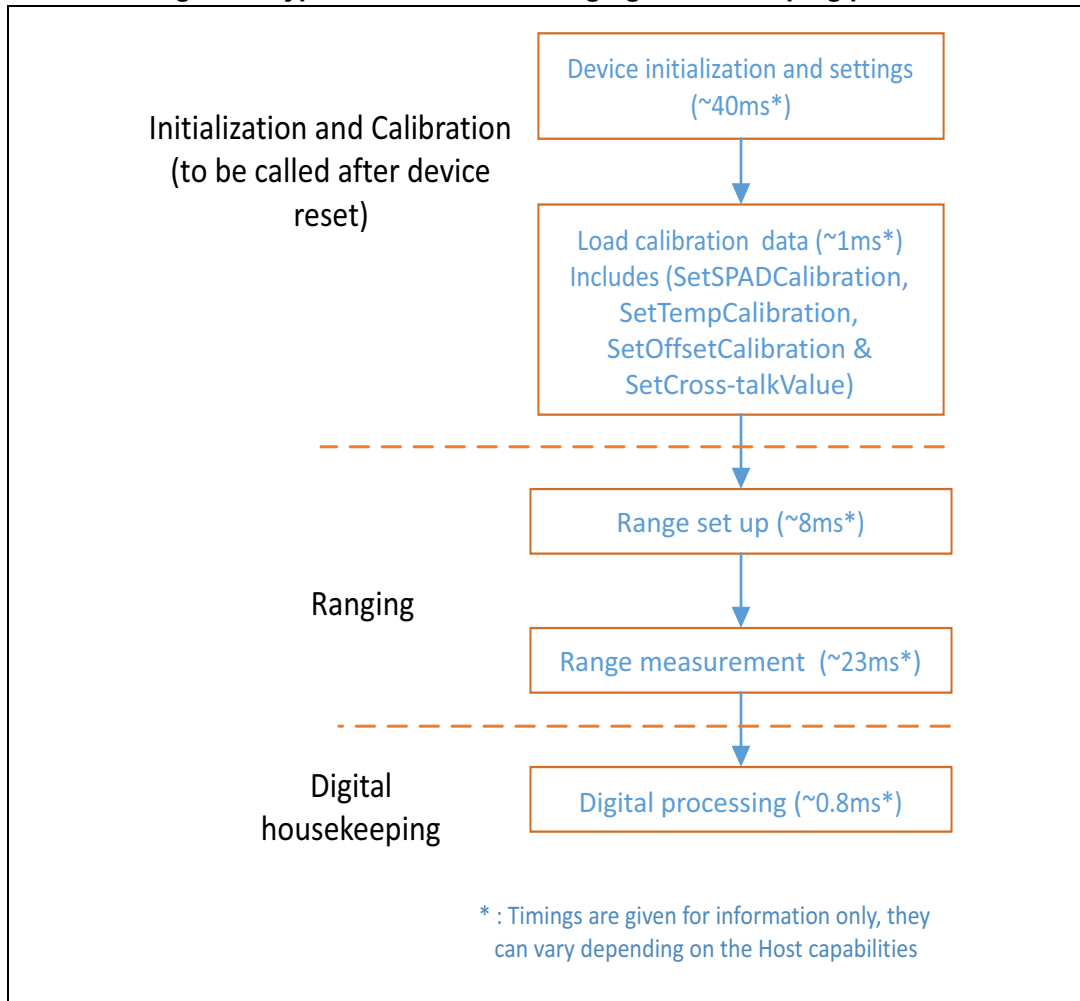 Device initialization and settings
(~40ms*)
Initialization and Calibration
(to be called after device
reset)
Load calibration data (~1ms*)
Includes (SetSPADCalibration,
SetTempCalibration,
SetOffsetCalibration &
SetCross-talkValue)
Range set up (~8ms*)
Ranging
Range measurement (~23ms*)
Digital
housekeeping
Digital processing (~0.8ms*)
* : Timings are given for information only, they
can vary depending on the Host capabilities